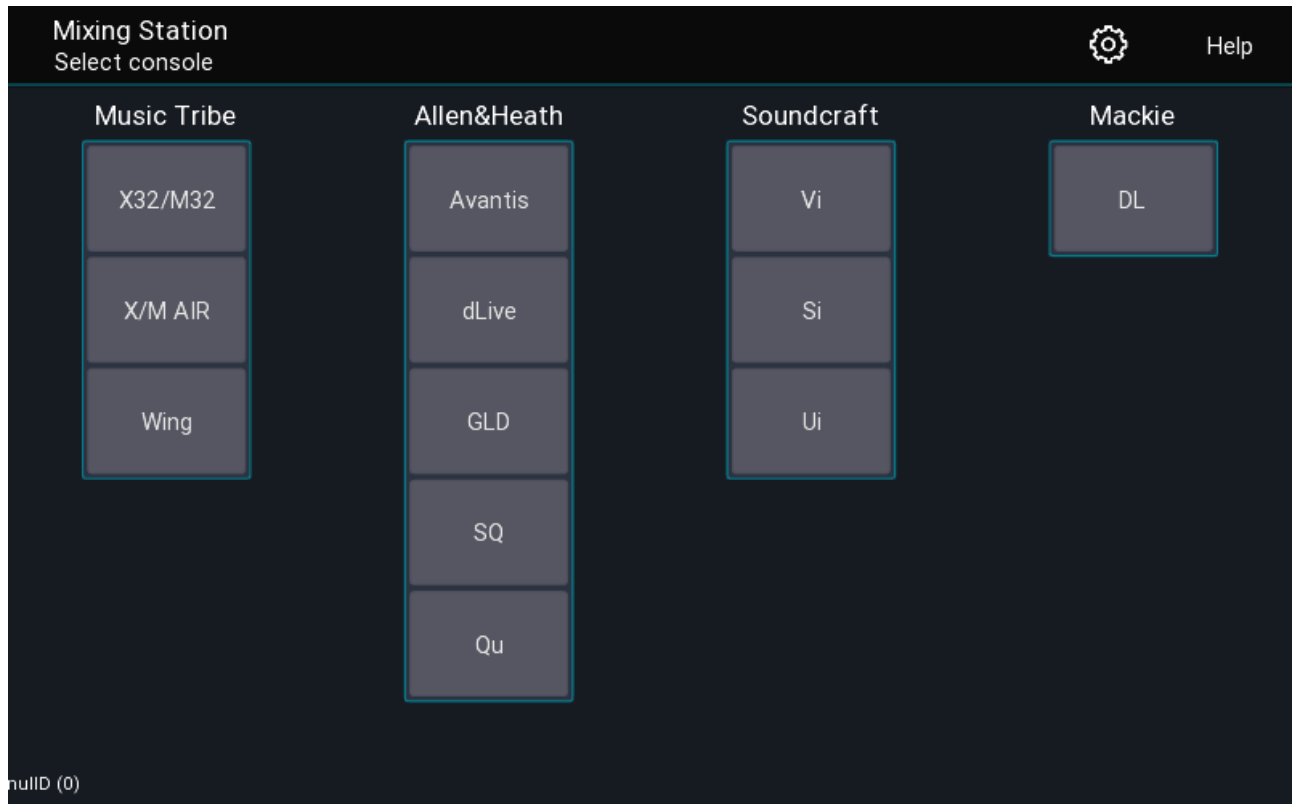 Mixing Station
Select console
Help
Music Tribe
X32/M32
X/M AIR
Wing
Allen&Heath
Avantis
dLive
GLD
SQ
Qu
Soundcraft
Vi
Si
Ui
Mackie
DL
nullD (0)